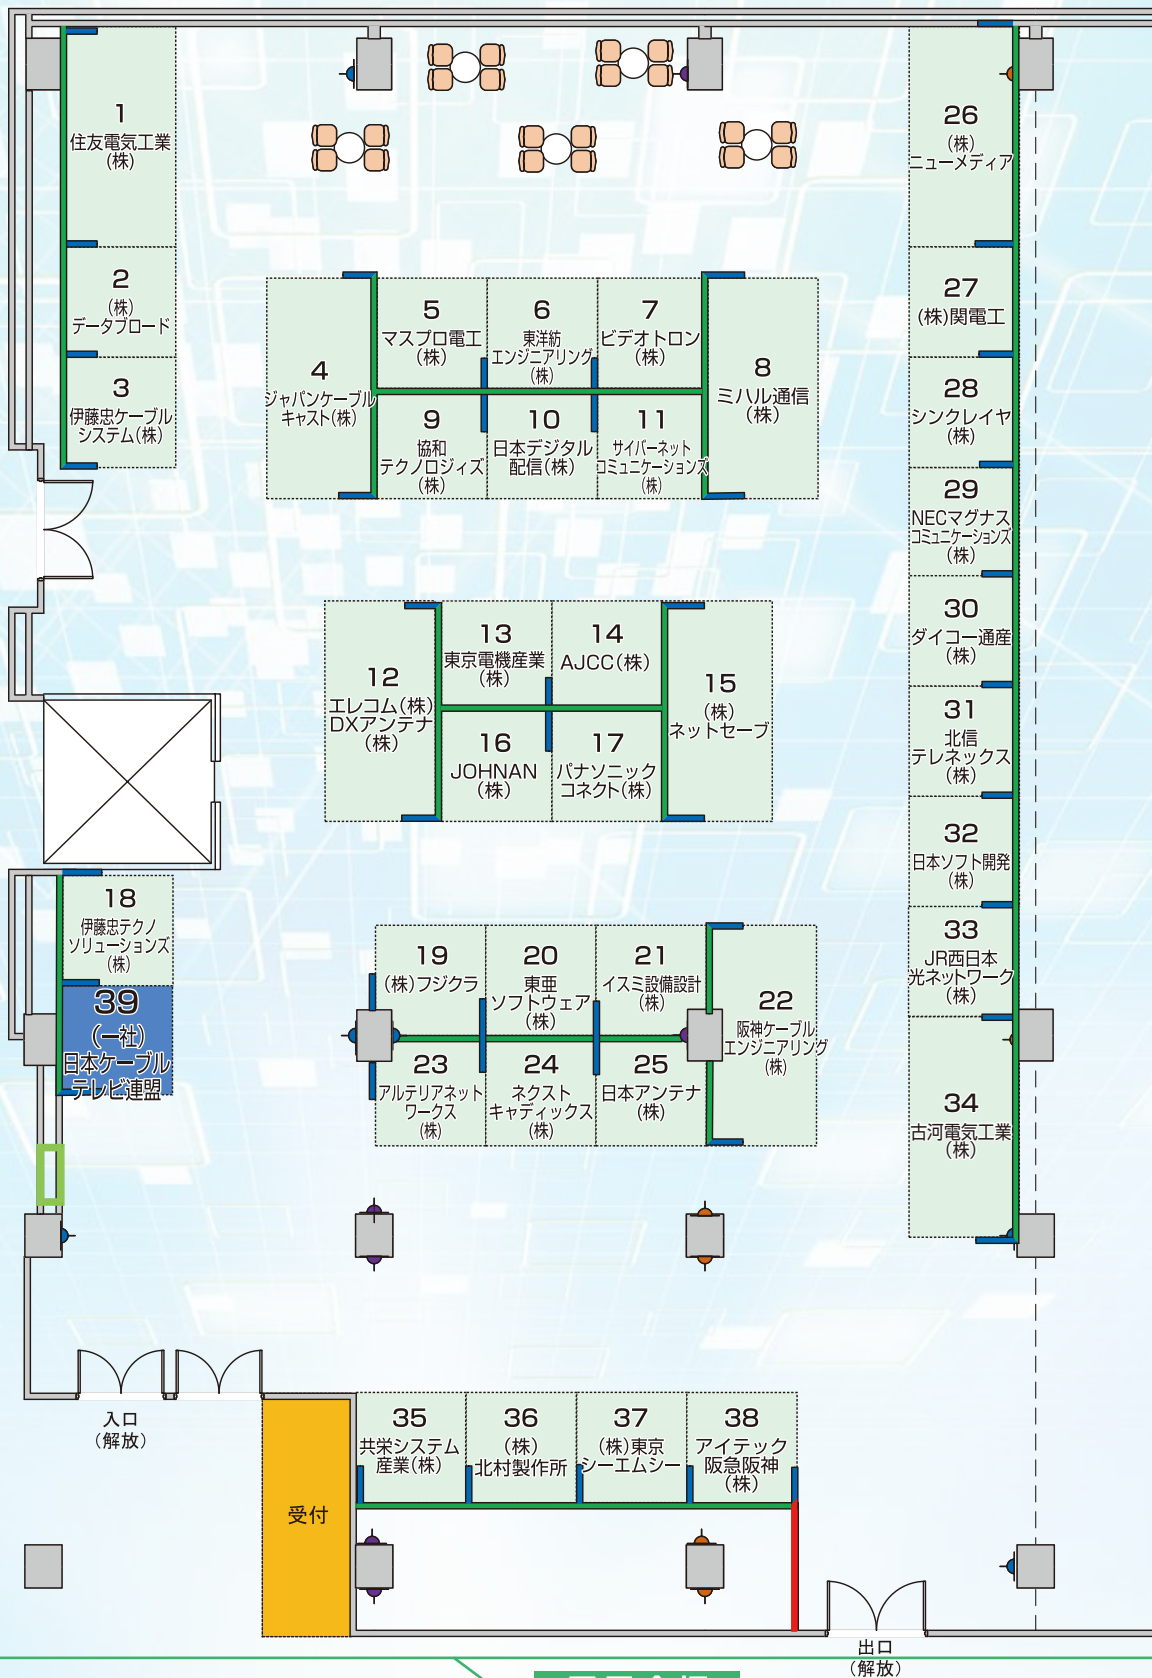 1
住友電気工業
(株)
2
(株)
データブロード
3
伊藤忠ケーブル
システム(株)
4
ジャパンケーブル
キャスト(株)
5
マスプロ電工
(株)
6
東洋紡
エンジニアリング
(株)
7
ビデオトロン
(株)
8
ミハル通信
(株)
9
協和
テクノロジィズ
(株)
10
日本デジタル
配信(株)
11
サイバーネット
コミュニケーションズ
(株)
12
エレコム(株)
DXアンテナ
(株)
13
東京電機産業
(株)
14
AJCC(株)
15
(株)
ネットセーブ
16
JOHNAN
(株)
17
パナソニック
コネクト(株)
18
伊藤忠テクノ
ソリューションズ
(株)
39
(一社)
日本ケーブル
テレビ連盟
19
(株)フジクラ
20
東亜
ソフトウェア
(株)
21
イスミ設備設計
(株)
22
阪神ケーブル
エンジニアリング
(株)
23
アルテリアネット
ワークス
(株)
24
ネクスト
キャディックス
(株)
25
日本アンテナ
(株)
26
(株)
ニューメディア
27
(株)関電工
28
シンクレイヤ
(株)
29
NECマグナス
コミュニケーションズ
(株)
30
ダイコー通産
(株)
31
北信
テレネックス
(株)
32
日本ソフト開発
(株)
33
JR西日本
光ネットワーク
(株)
34
古河電気工業
(株)
35
共栄システム
産業(株)
36
(株)
北村製作所
37
(株)東京
シーエムシー
38
アイテック
阪急阪神
(株)
入口
(解放)
受付
出口
(解放)